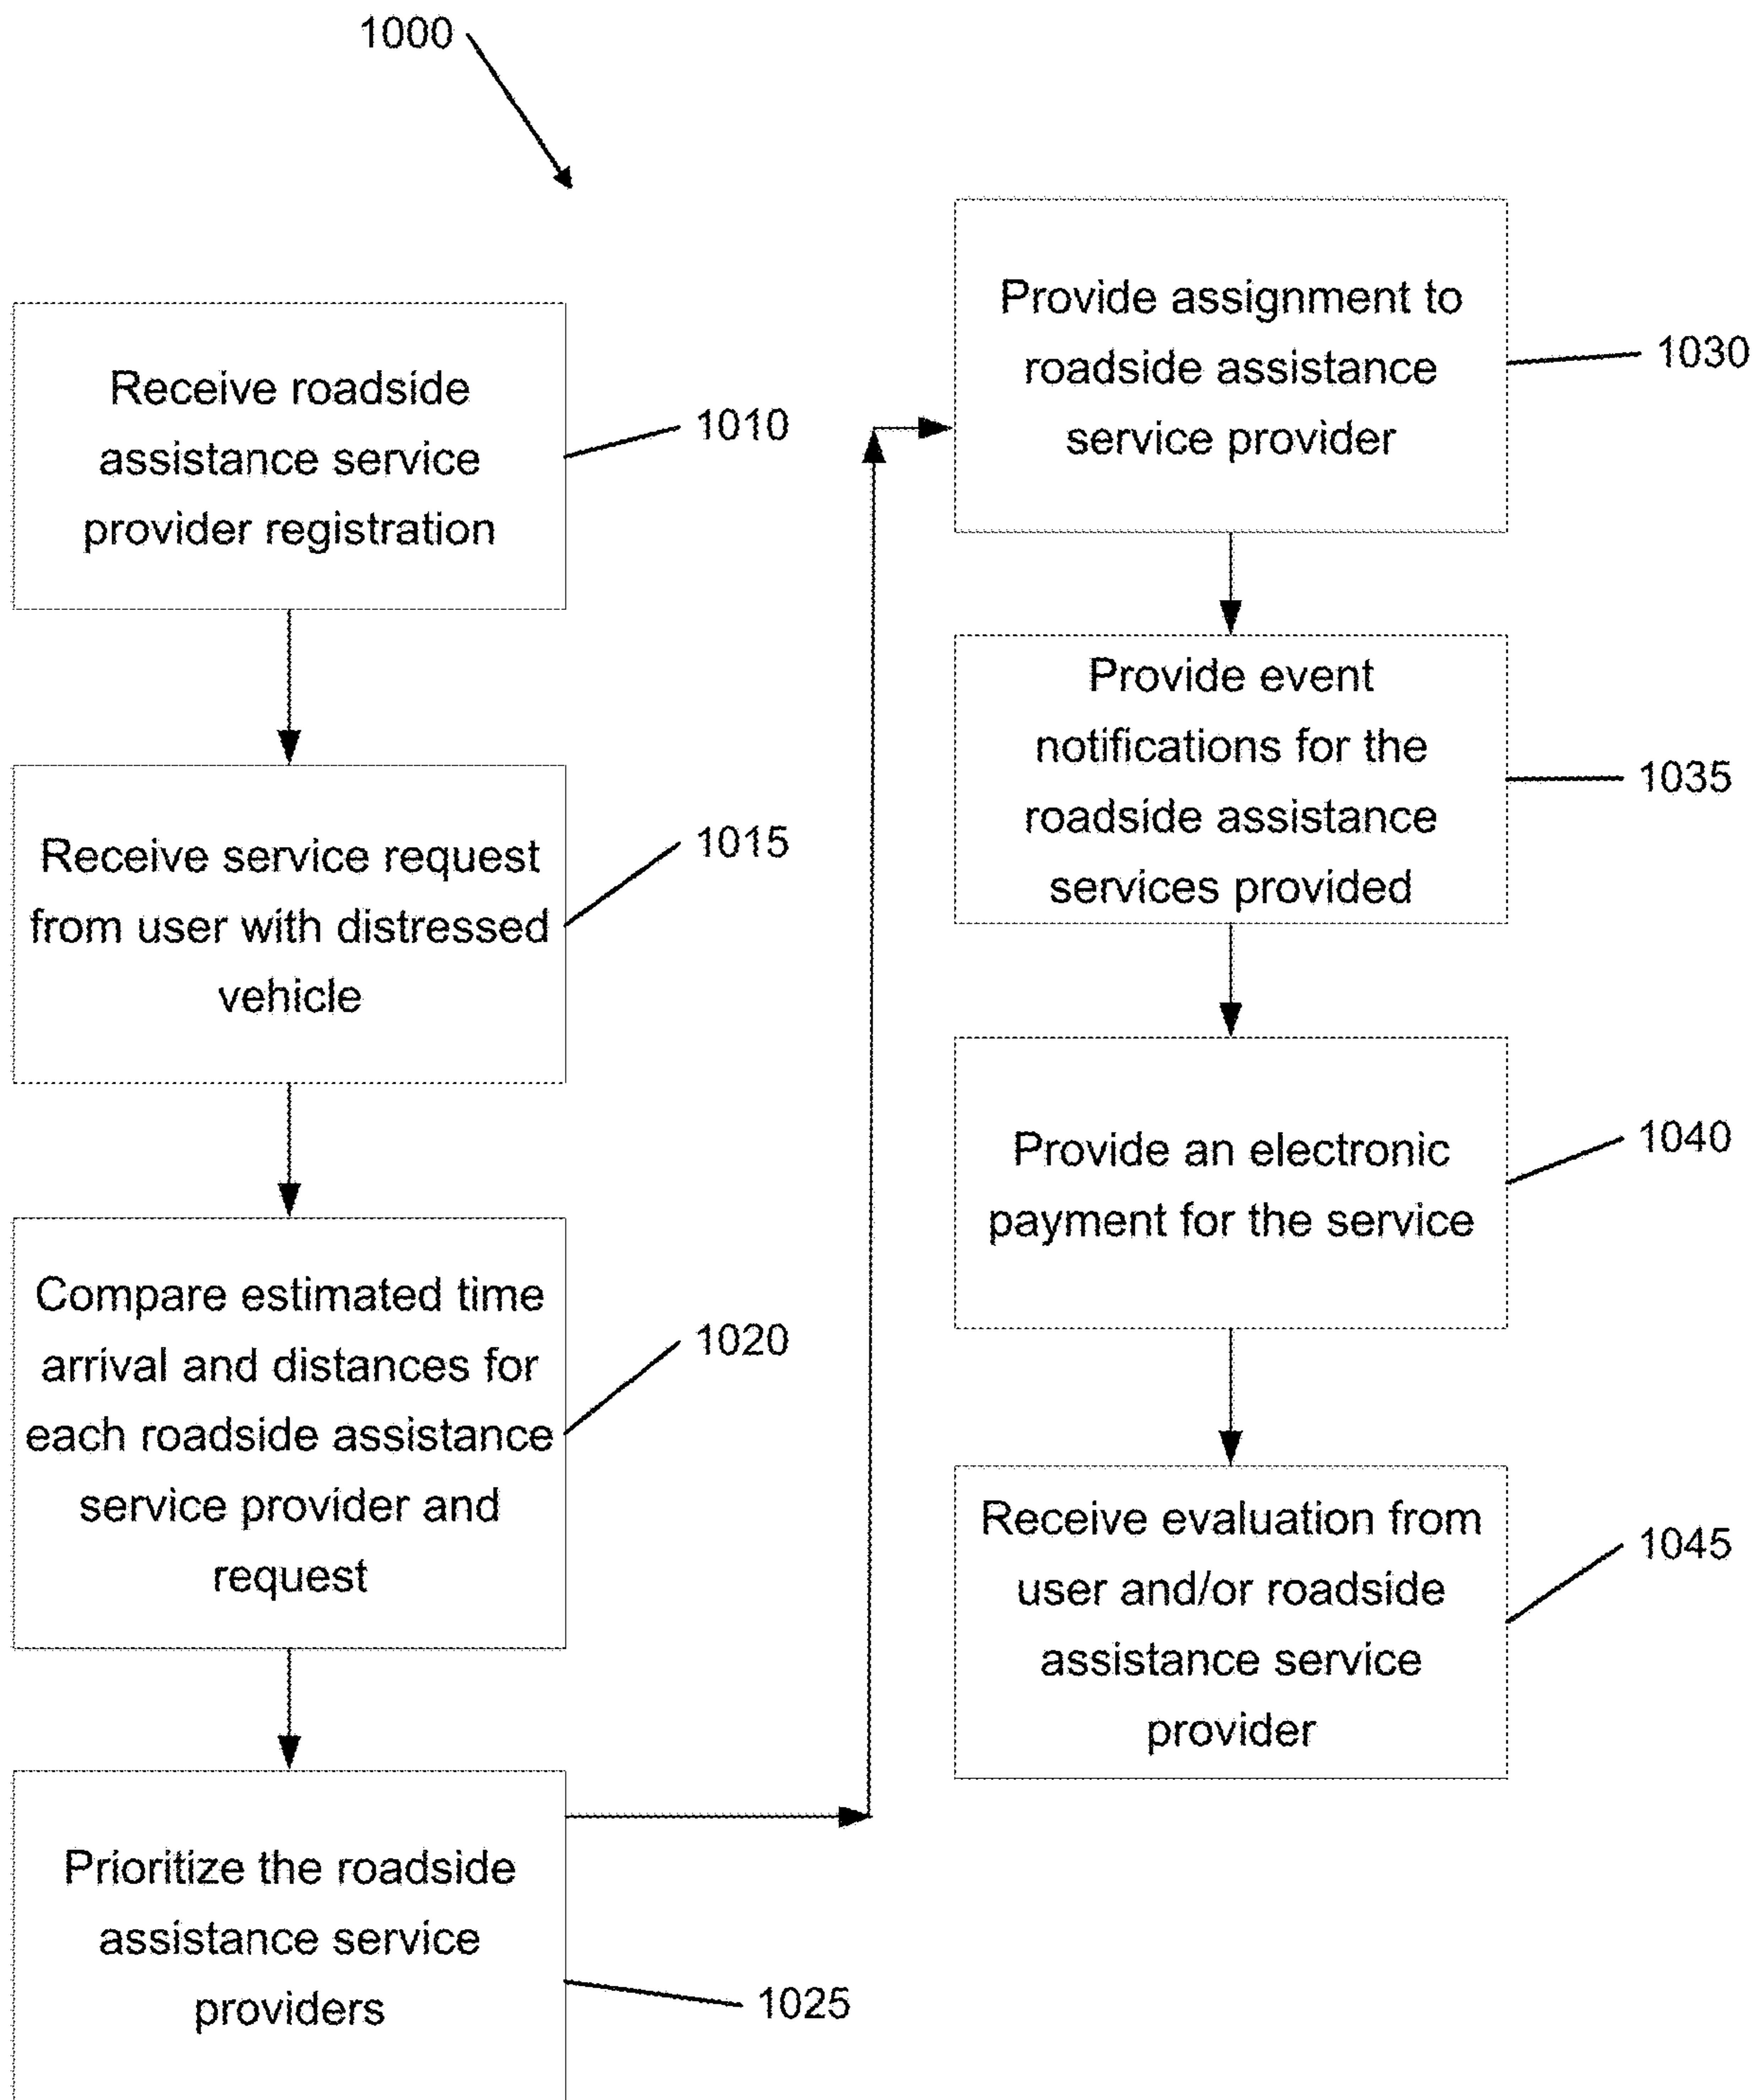 1000
Receive roadside
assistance service
provider registration
1010
Receive service request
from user with distressed
vehicle
1015
Compare estimated time
arrival and distances for
each roadside assistance
service provider and
request
1020
Prioritize the roadside
assistance service
providers
1025
Provide assignment to
roadside assistance
service provider
1030
Provide event
notifications for the
roadside assistance
services provided
1035
Provide an electronic
payment for the service
1040
Receive evaluation from
user and/or roadside
assistance service
provider
1045